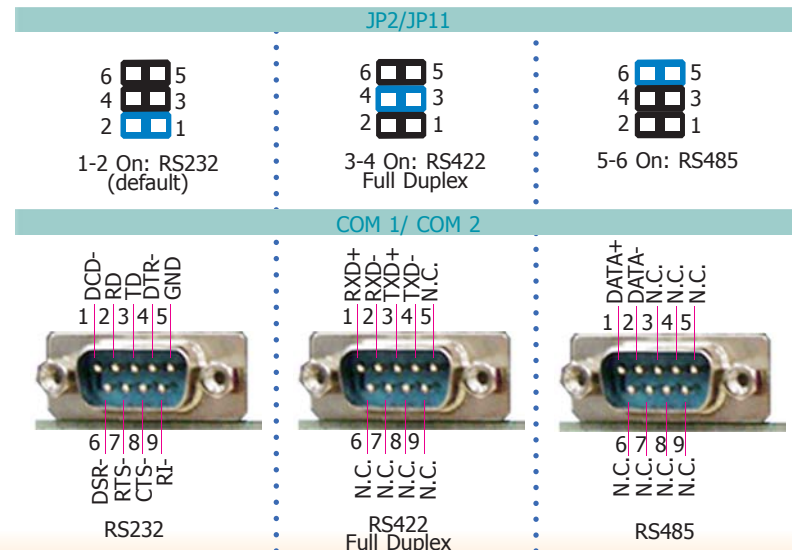 JP2/JP11
6 5
4 3
2 1
1-2 On: RS232
(default)
6 5
4 3
2 1
3-4 On: RS422
Full Duplex
6 5
4 3
2 1
5-6 On: RS485
COM 1/ COM 2
DCD-
RD
TD
DTR-
GND
1 2 3 4 5
6 7 8 9
DSR-
RTS-
CTS-
RI-
RS232
RXD+
RXD-
TXD+
TXD-
N.C.
1 2 3 4 5
6 7 8 9
N.C.
N.C.
N.C.
N.C.
RS422
Full Duplex
DATA+
DATA-
N.C.
N.C.
N.C.
1 2 3 4 5
6 7 8 9
N.C.
N.C.
N.C.
N.C.
RS485